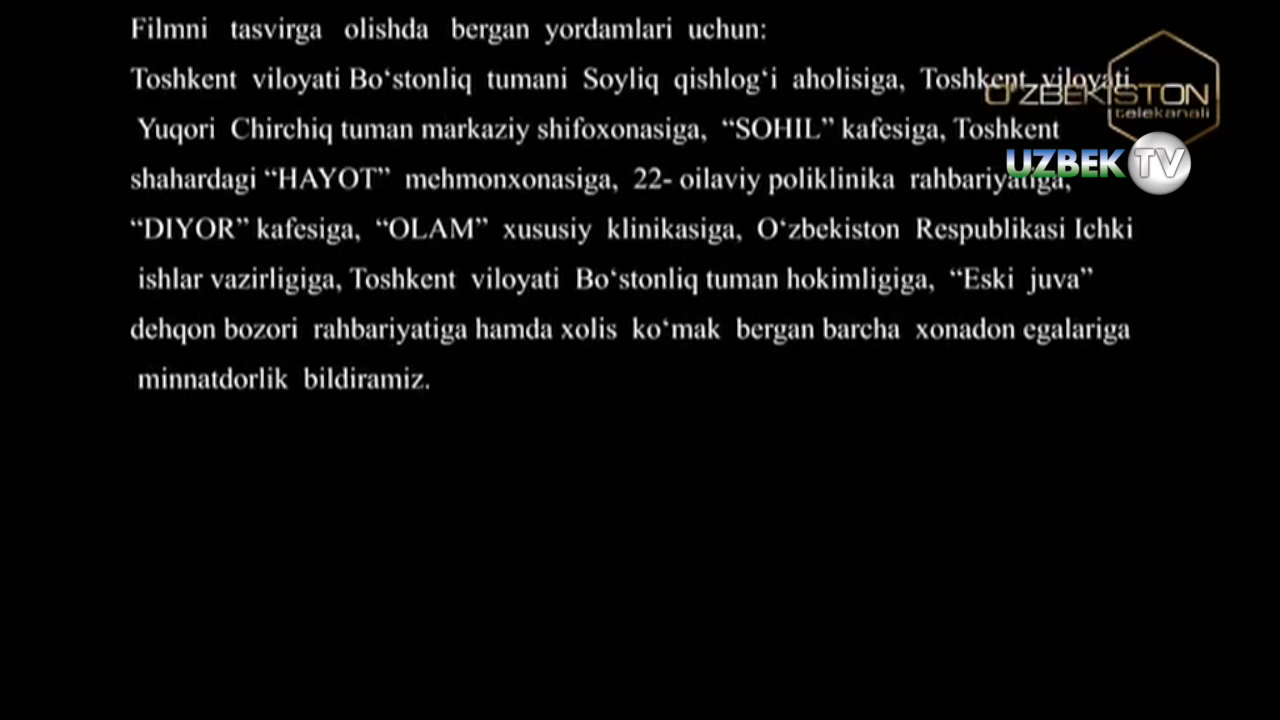 Filmni tasvirga olishda bergan yordamlari uchun:
Toshkent viloyati Bo‘stonliq tumani Soyliq qishlog‘i aholisiga, Toshkent viloyati
Yuqori Chirchiq tuman markaziy shifoxonasiga, “SOHIL” kafesiga, Toshkent
shahardagi “HAYOT” mehmonxonasiga, 22- oilaviy poliklinika rahbariyatiga,
“DIYOR” kafesiga, “OLAM” xususiy klinikasiga, O‘zbekiston Respublikasi Ichki
ishlar vazirligiga, Toshkent viloyati Bo‘stonliq tuman hokimligiga, “Eski juva”
dehqon bozori rahbariyatiga hamda xolis ko‘mak bergan barcha xonadon egalariga
minnatdorlik bildiramiz.
O‘ZBEKISTON
telekanali
UZBEK TV